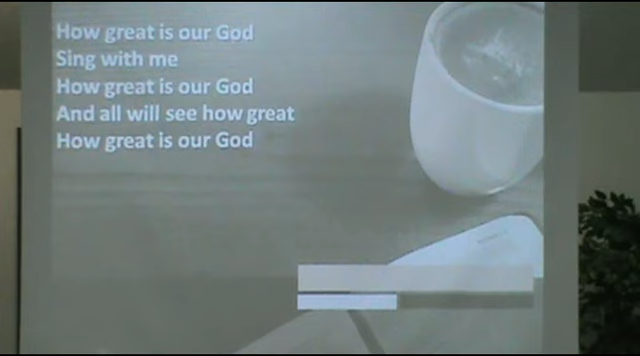 How great is our God
Sing with me
How great is our God
And all will see how great
How great is our God